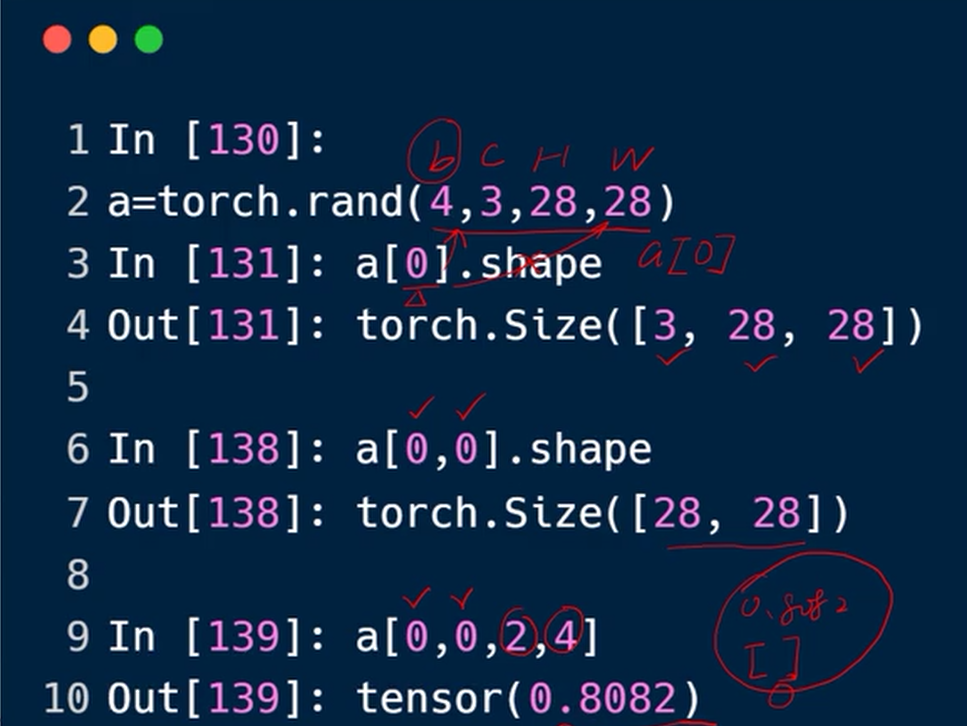 1 In [130]:
b C H W
2 a=torch.rand(4,3,28,28)
3 In [131]: a[0].shape a[0]
4 Out[131]: torch.Size([3, 28, 28])
5
6 In [138]: a[0,0].shape
7 Out[138]: torch.Size([28, 28])
8
0.8082
9 In [139]: a[0,0,2,4]
[ ]
0
10 Out[139]: tensor(0.8082)